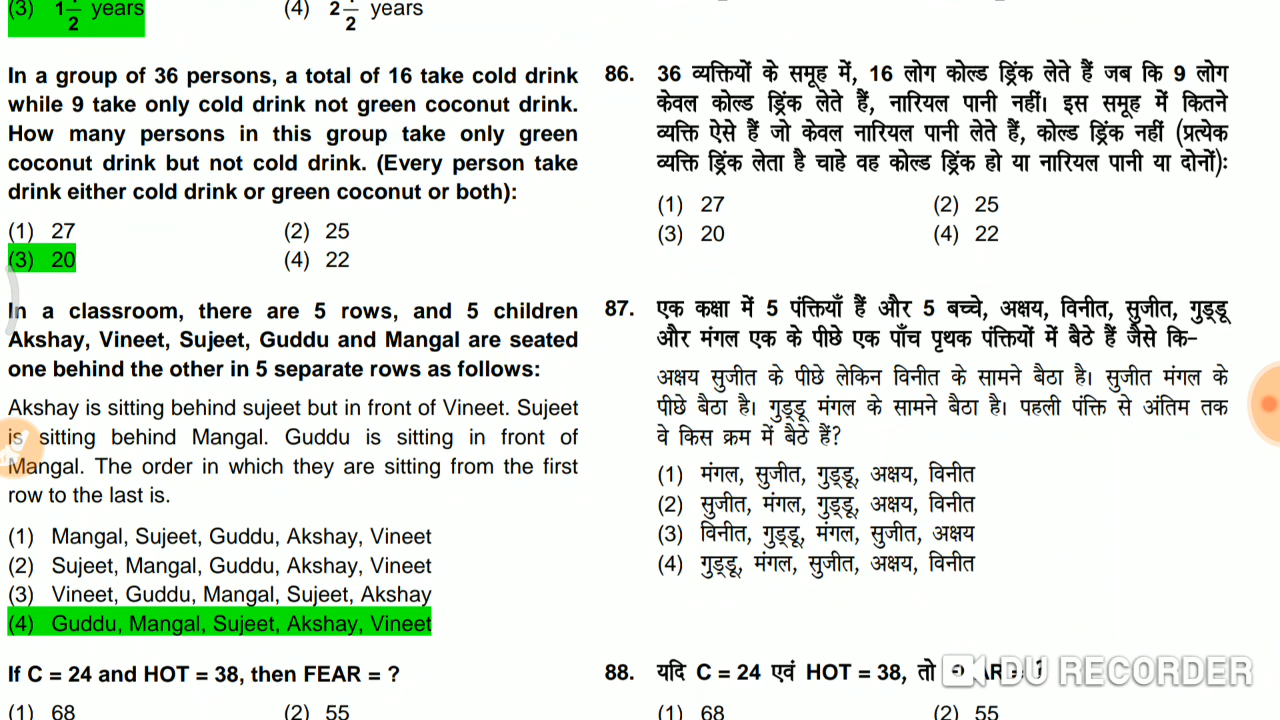 (3) 1 1/2 years (4) 2 1/2 years
In a group of 36 persons, a total of 16 take cold drink
while 9 take only cold drink not green coconut drink.
How many persons in this group take only green
coconut drink but not cold drink. (Every person take
drink either cold drink or green coconut or both):
(1) 27 (2) 25
(3) 20 (4) 22
In a classroom, there are 5 rows, and 5 children
Akshay, Vineet, Sujeet, Guddu and Mangal are seated
one behind the other in 5 separate rows as follows:
Akshay is sitting behind sujeet but in front of Vineet. Sujeet
is sitting behind Mangal. Guddu is sitting in front of
Mangal. The order in which they are sitting from the first
row to the last is.
(1) Mangal, Sujeet, Guddu, Akshay, Vineet
(2) Sujeet, Mangal, Guddu, Akshay, Vineet
(3) Vineet, Guddu, Mangal, Sujeet, Akshay
(4) Guddu, Mangal, Sujeet, Akshay, Vineet
If C = 24 and HOT = 38, then FEAR = ?
(1) 68 (2) 55
86. 36 व्यक्तियों के समूह में, 16 लोग कोल्ड ड्रिंक लेते हैं जब कि 9 लोग
केवल कोल्ड ड्रिंक लेते हैं, नारियल पानी नहीं। इस समूह में कितने
व्यक्ति ऐसे हैं जो केवल नारियल पानी लेते हैं, कोल्ड ड्रिंक नहीं (प्रत्येक
व्यक्ति ड्रिंक लेता है चाहे वह कोल्ड ड्रिंक हो या नारियल पानी या दोनों):
(1) 27 (2) 25
(3) 20 (4) 22
87. एक कक्षा में 5 पंक्तियाँ हैं और 5 बच्चे, अक्षय, विनीत, सुजीत, गुड्डू
और मंगल एक के पीछे एक पाँच पृथक पंक्तियों में बैठे हैं जैसे कि–
अक्षय सुजीत के पीछे लेकिन विनीत के सामने बैठा है। सुजीत मंगल के
पीछे बैठा है। गुड्डू मंगल के सामने बैठा है। पहली पंक्ति से अंतिम तक
वे किस क्रम में बैठे हैं?
(1) मंगल, सुजीत, गुड्डू, अक्षय, विनीत
(2) सुजीत, मंगल, गुड्डू, अक्षय, विनीत
(3) विनीत, गुड्डू, मंगल, सुजीत, अक्षय
(4) गुड्डू, मंगल, सुजीत, अक्षय, विनीत
88. यदि C = 24 एवं HOT = 38, तो AR = ?
DU RECORDER
(1) 68 (2) 55